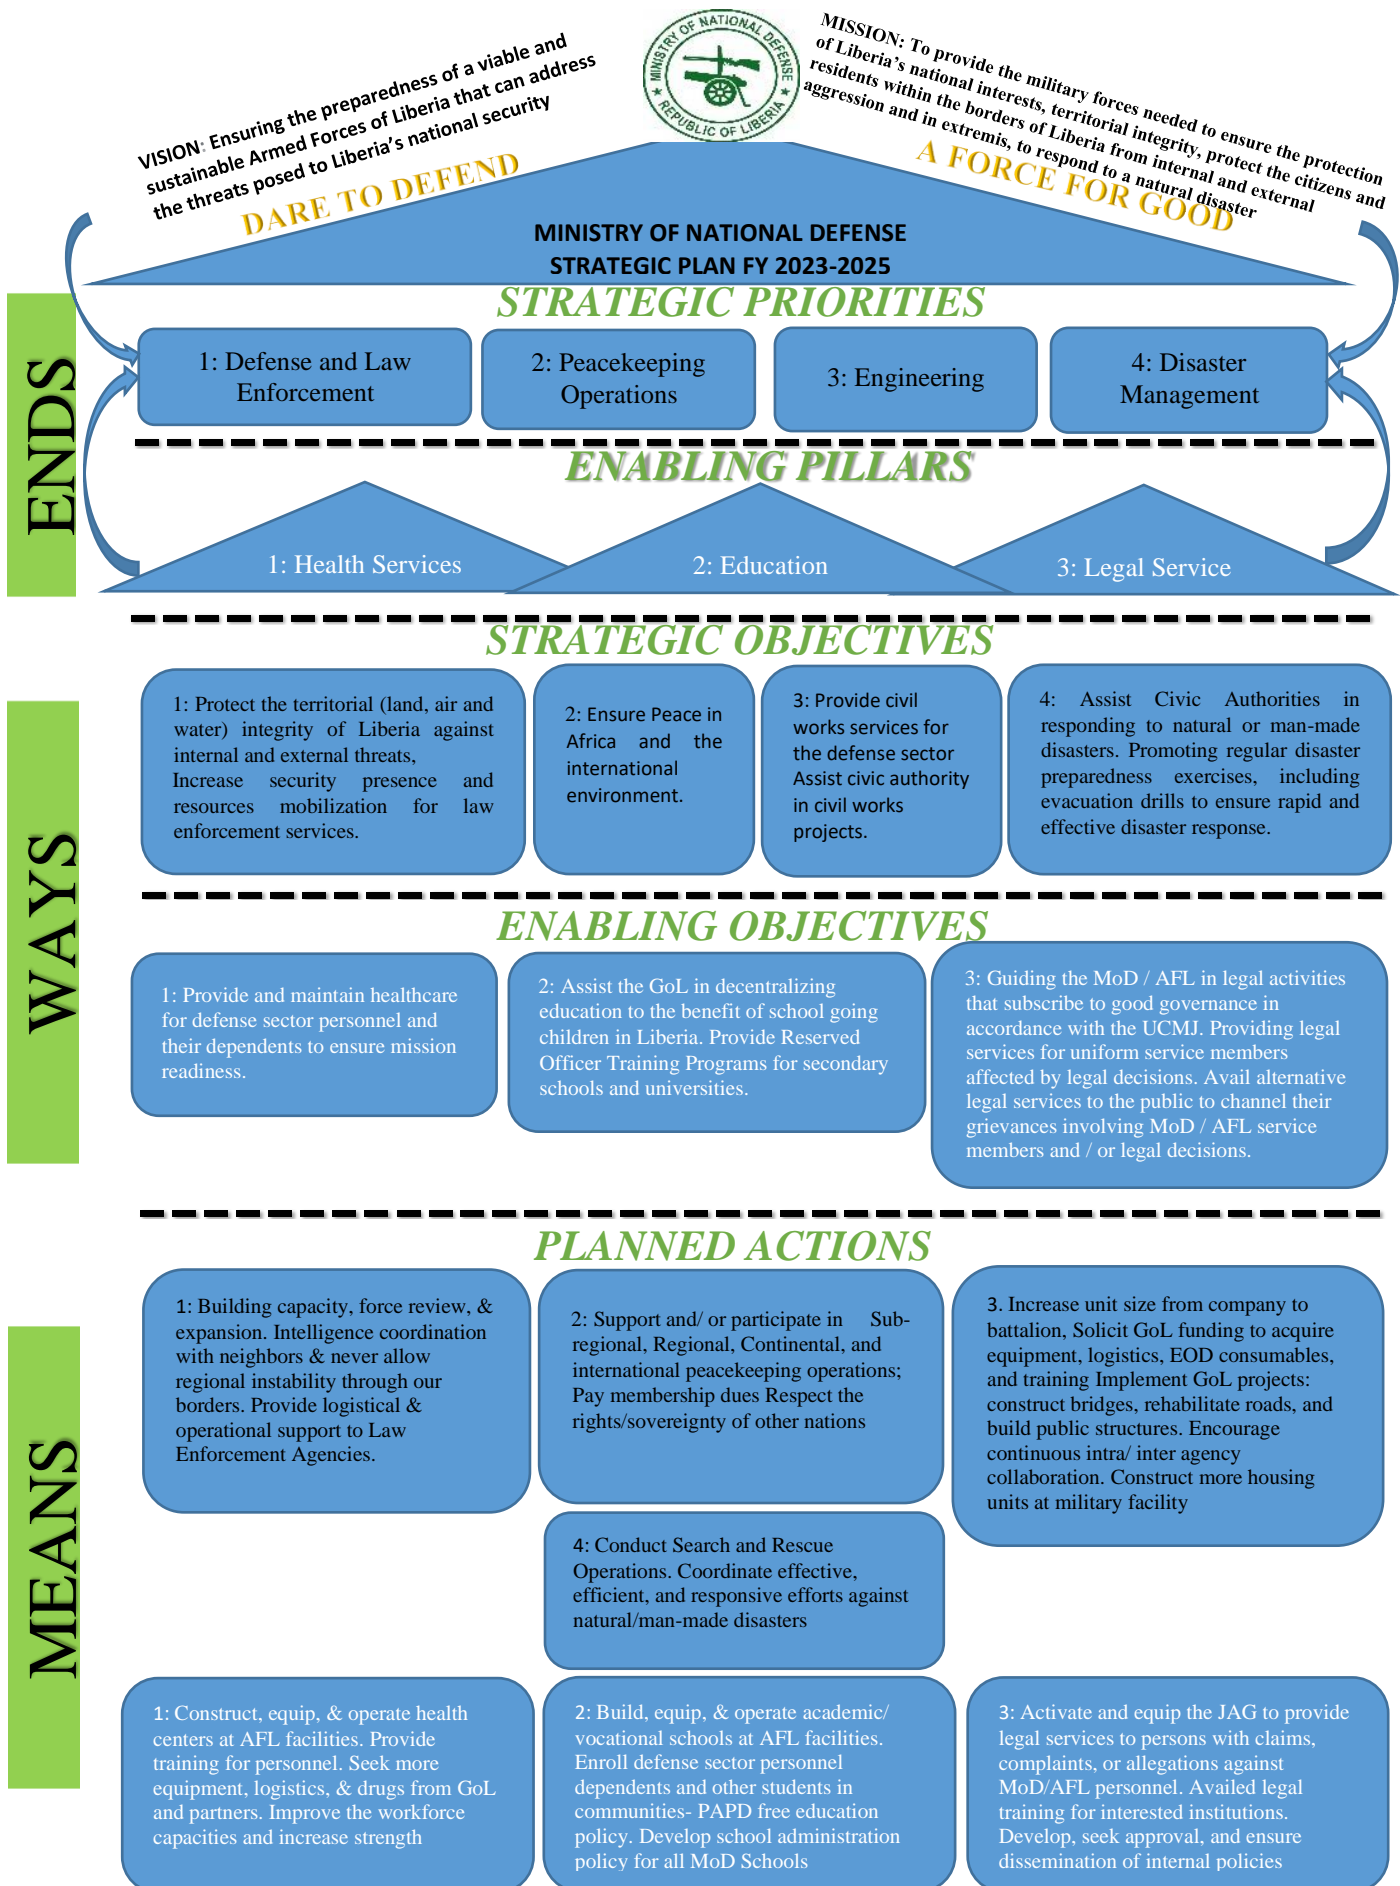 MINISTRY OF NATIONAL DEFENSE
REPUBLIC OF LIBERIA
VISION: Ensuring the preparedness of a viable and
sustainable Armed Forces of Liberia that can address
the threats posed to Liberia's national security
DARE TO DEFEND
MISSION: To provide the military forces needed to ensure the protection
of Liberia's national interests, territorial integrity, protect the citizens and
residents within the borders of Liberia from internal and external
aggression and in extremis, to respond to a natural disaster
A FORCE FOR GOOD
MINISTRY OF NATIONAL DEFENSE
STRATEGIC PLAN FY 2023-2025
ENDS
STRATEGIC PRIORITIES
1: Defense and Law
Enforcement
2: Peacekeeping
Operations
3: Engineering
4: Disaster
Management
ENABLING PILLARS
1: Health Services
2: Education
3: Legal Service
WAYS
STRATEGIC OBJECTIVES
1: Protect the territorial (land, air and
water) integrity of Liberia against
internal and external threats,
Increase security presence and
resources mobilization for law
enforcement services.
2: Ensure Peace in
Africa and the
international
environment.
3: Provide civil
works services for
the defense sector
Assist civic authority
in civil works
projects.
4: Assist Civic Authorities in
responding to natural or man-made
disasters. Promoting regular disaster
preparedness exercises, including
evacuation drills to ensure rapid and
effective disaster response.
ENABLING OBJECTIVES
1: Provide and maintain healthcare
for defense sector personnel and
their dependents to ensure mission
readiness.
2: Assist the GoL in decentralizing
education to the benefit of school going
children in Liberia. Provide Reserved
Officer Training Programs for secondary
schools and universities.
3: Guiding the MoD / AFL in legal activities
that subscribe to good governance in
accordance with the UCMJ. Providing legal
services for uniform service members
affected by legal decisions. Avail alternative
legal services to the public to channel their
grievances involving MoD / AFL service
members and / or legal decisions.
MEANS
PLANNED ACTIONS
1: Building capacity, force review, &
expansion. Intelligence coordination
with neighbors & never allow
regional instability through our
borders. Provide logistical &
operational support to Law
Enforcement Agencies.
2: Support and/ or participate in Sub-
regional, Regional, Continental, and
international peacekeeping operations;
Pay membership dues Respect the
rights/sovereignty of other nations
3. Increase unit size from company to
battalion, Solicit GoL funding to acquire
equipment, logistics, EOD consumables,
and training Implement GoL projects:
construct bridges, rehabilitate roads, and
build public structures. Encourage
continuous intra/ inter agency
collaboration. Construct more housing
units at military facility
4: Conduct Search and Rescue
Operations. Coordinate effective,
efficient, and responsive efforts against
natural/man-made disasters
1: Construct, equip, & operate health
centers at AFL facilities. Provide
training for personnel. Seek more
equipment, logistics, & drugs from GoL
and partners. Improve the workforce
capacities and increase strength
2: Build, equip, & operate academic/
vocational schools at AFL facilities.
Enroll defense sector personnel
dependents and other students in
communities- PAPD free education
policy. Develop school administration
policy for all MoD Schools
3: Activate and equip the JAG to provide
legal services to persons with claims,
complaints, or allegations against
MoD/AFL personnel. Availed legal
training for interested institutions.
Develop, seek approval, and ensure
dissemination of internal policies